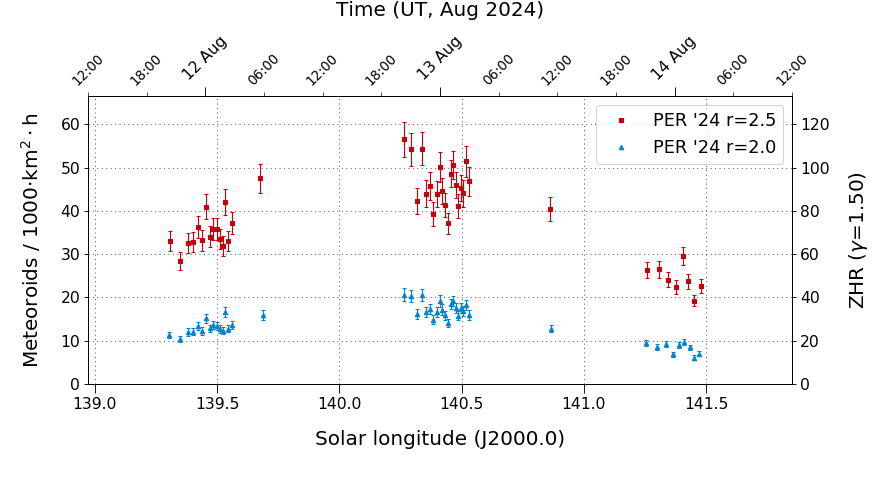 Time (UT, Aug 2024)
12:00 18:00 12 Aug 06:00 12:00 18:00 13 Aug 06:00 12:00 18:00 14 Aug 06:00 12:00
PER '24 r=2.5
PER '24 r=2.0
Meteoroids / 1000·km²·h
60
50
40
30
20
10
0
ZHR (γ=1.50)
120
100
80
60
40
20
0
139.0 139.5 140.0 140.5 141.0 141.5
Solar longitude (J2000.0)